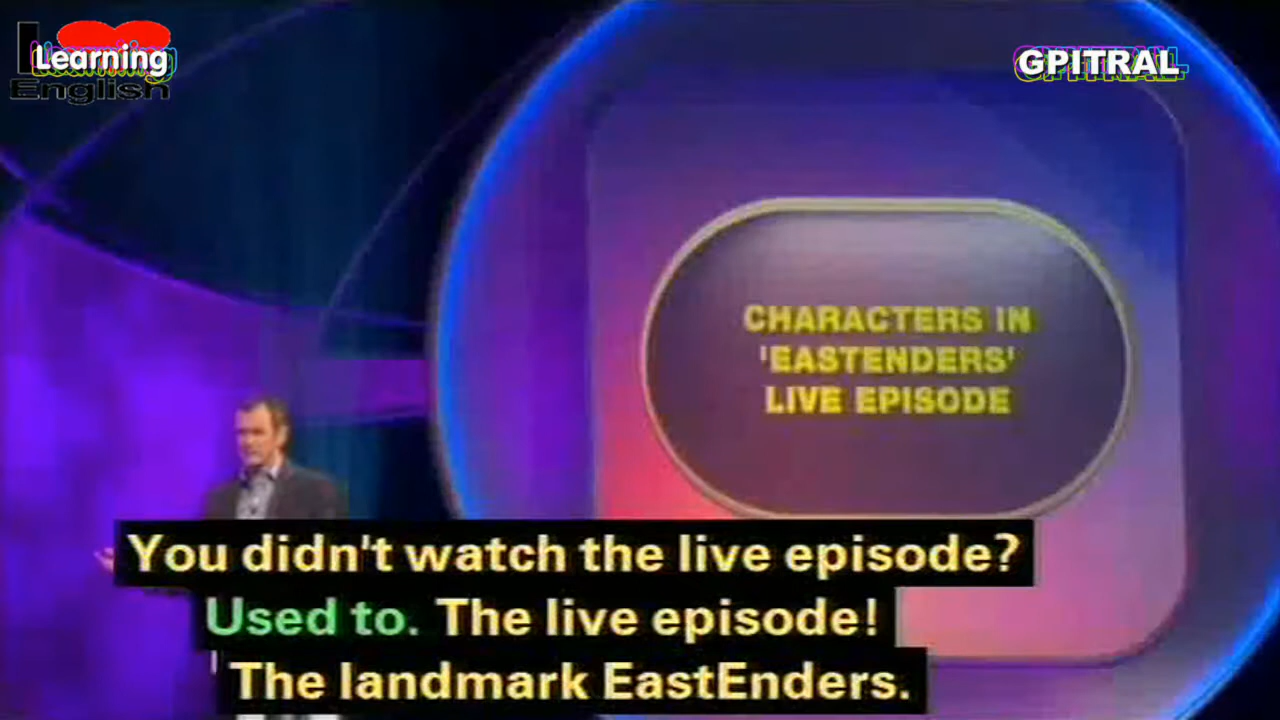 I
Learning
English
GPITRAL
CHARACTERS IN
'EASTENDERS'
LIVE EPISODE
You didn't watch the live episode?
Used to. The live episode!
The landmark EastEnders.